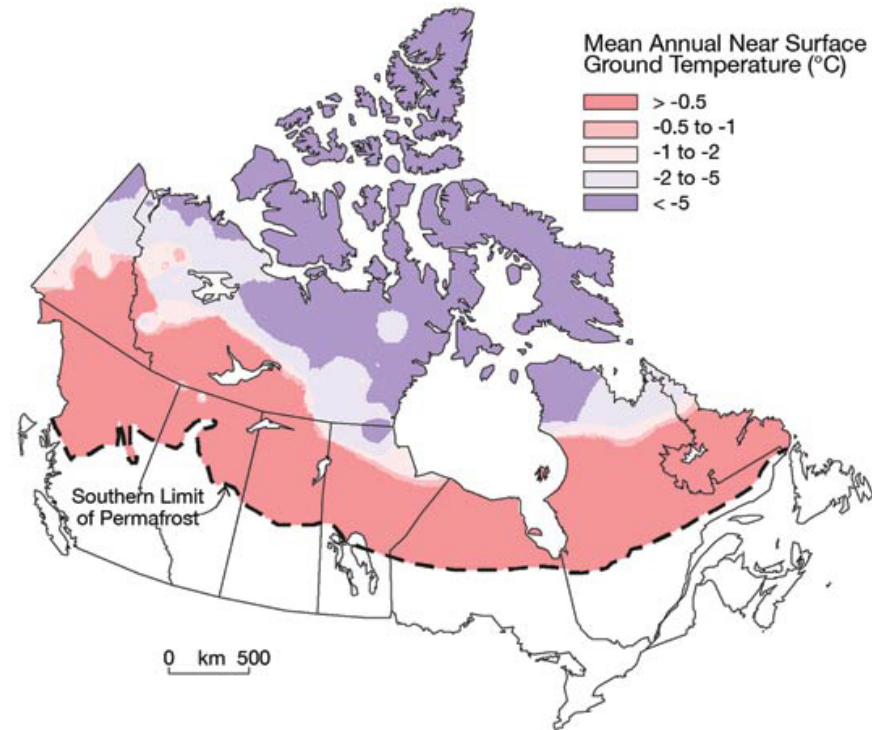 Mean Annual Near Surface
Ground Temperature (°C)
> -0.5
-0.5 to -1
-1 to -2
-2 to -5
< -5
Southern Limit
of Permafrost
0 km 500